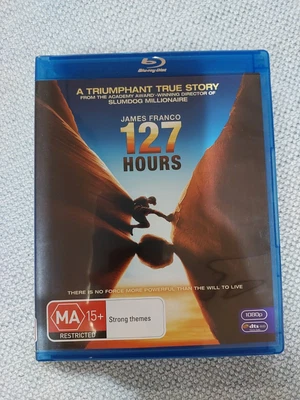 Blu-ray Disc
A TRIUMPHANT TRUE STORY
FROM THE ACADEMY AWARD WINNING DIRECTOR OF
SLUMDOG MILLIONAIRE
JAMES FRANCO
127
HOURS
THERE IS NO FORCE MORE POWERFUL THAN THE WILL TO LIVE
MA 15+
RESTRICTED
Strong themes
1080p
dts